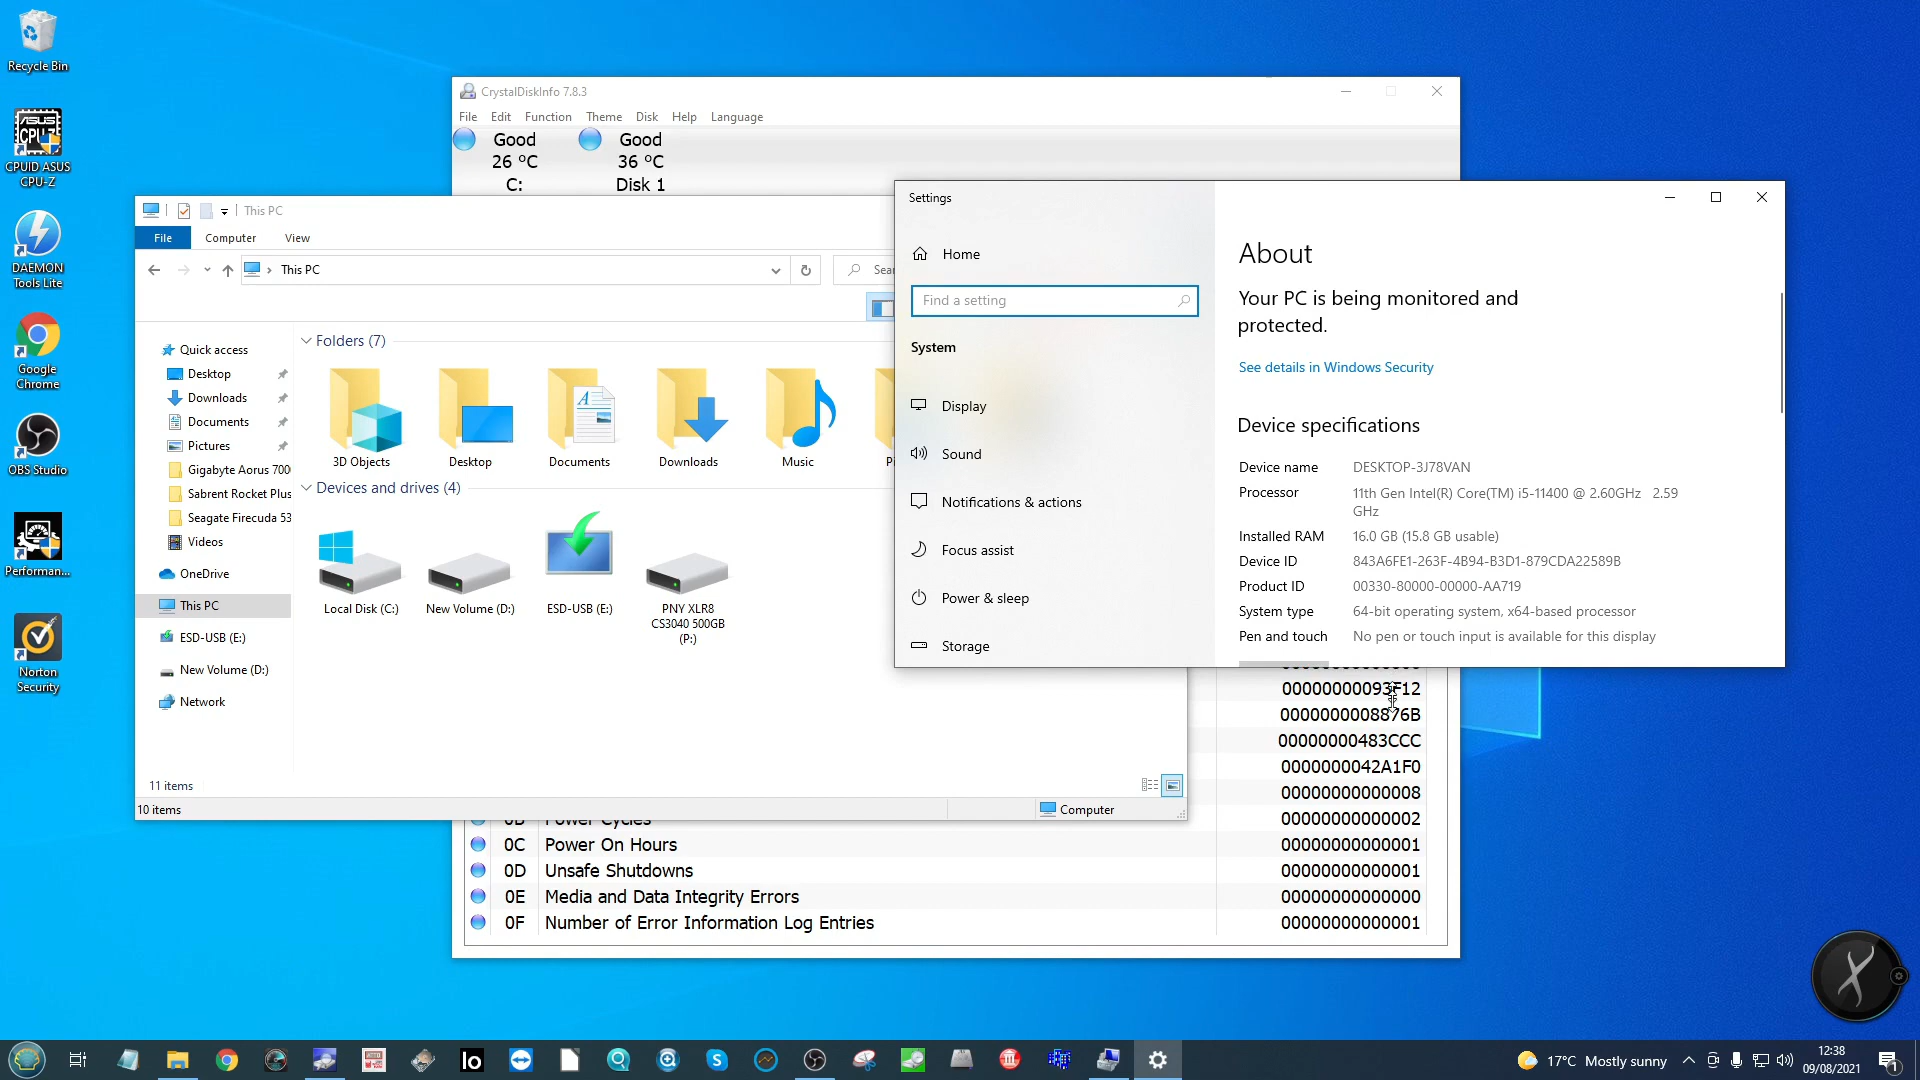 Recycle Bin
CPUID ASUS
CPU-Z
DAEMON
Tools Lite
Google
Chrome
OBS Studio
Performan...
Norton
Security
CrystalDiskInfo 7.8.3
File Edit Function Theme Disk Help Language
Good Good
26 °C 36 °C
C: Disk 1
This PC
File Computer View
This PC
Sear
Quick access
Desktop
Downloads
Documents
Pictures
Gigabyte Aorus 700
Sabrent Rocket Plus
Seagate Firecuda 53
Videos
OneDrive
This PC
ESD-USB (E:)
New Volume (D:)
Network
Folders (7)
3D Objects Desktop Documents Downloads Music
Devices and drives (4)
Local Disk (C:) New Volume (D:) ESD-USB (E:) PNY XLR8
CS3040 500GB
(P:)
11 items
10 items
Computer
Settings
Home
Find a setting
System
Display
Sound
Notifications & actions
Focus assist
Power & sleep
Storage
About
Your PC is being monitored and
protected.
See details in Windows Security
Device specifications
Device name DESKTOP-3J78VAN
Processor 11th Gen Intel(R) Core(TM) i5-11400 @ 2.60GHz 2.59
GHz
Installed RAM 16.0 GB (15.8 GB usable)
Device ID 843A6FE1-263F-4B94-B3D1-879CDA22589B
Product ID 00330-80000-00000-AA719
System type 64-bit operating system, x64-based processor
Pen and touch No pen or touch input is available for this display
00000000093F12
0000000008876B
00000000483CCC
0000000042A1F0
00000000000008
0B Power Cycles 00000000000002
0C Power On Hours 00000000000001
0D Unsafe Shutdowns 00000000000001
0E Media and Data Integrity Errors 00000000000000
0F Number of Error Information Log Entries 00000000000001
17°C Mostly sunny
12:38
09/08/2021
1